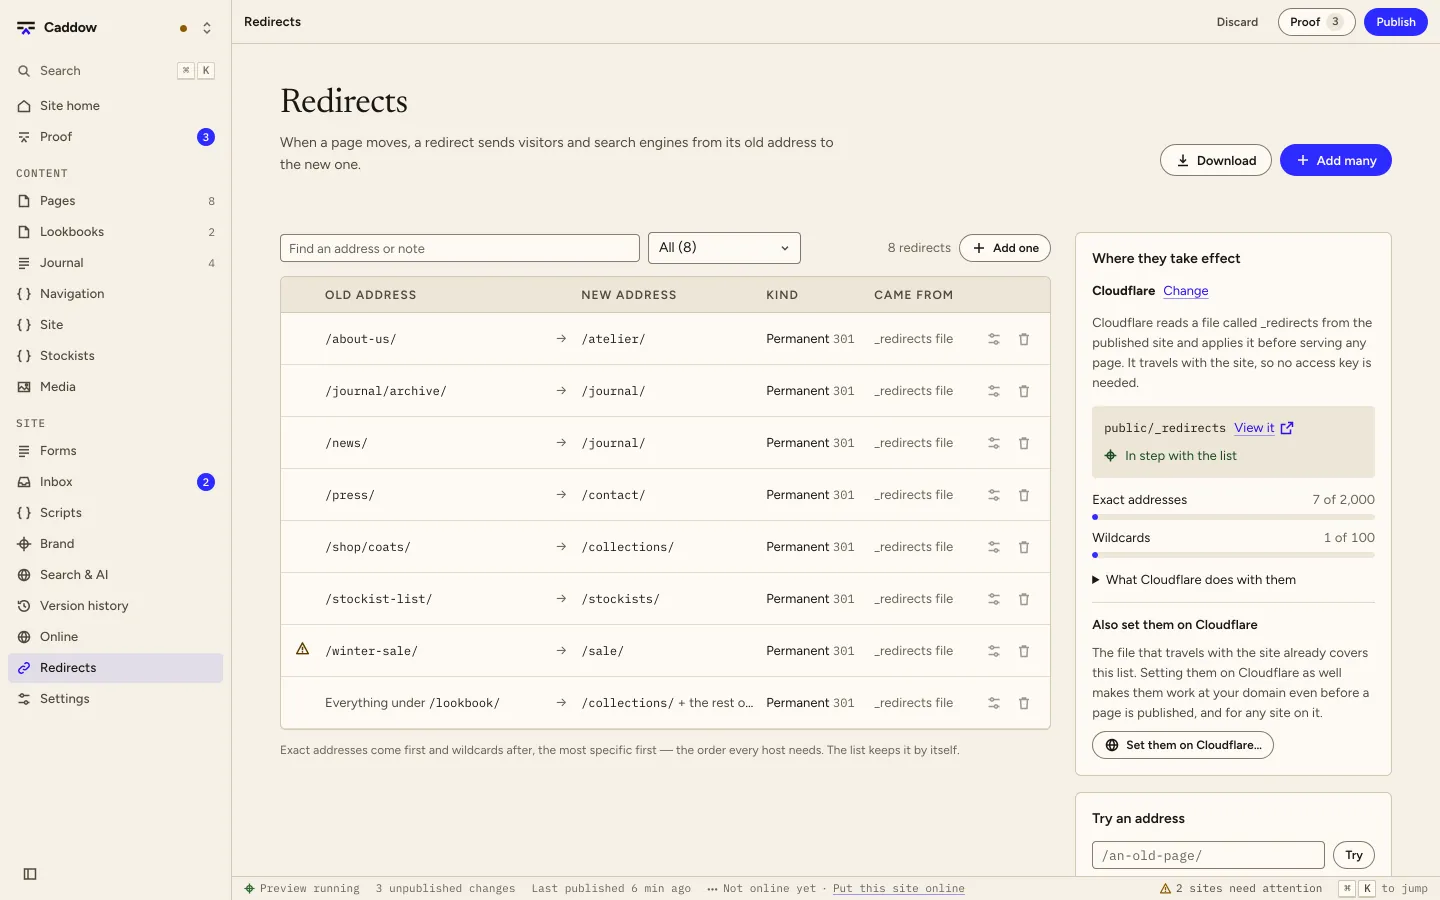 Caddow
Search
⌘ K
Site home
Proof 3
CONTENT
Pages 8
Lookbooks 2
Journal 4
Navigation
Site
Stockists
Media
SITE
Forms
Inbox 2
Scripts
Brand
Search & AI
Version history
Online
Redirects
Settings
Redirects
Discard
Proof 3
Publish
Redirects
When a page moves, a redirect sends visitors and search engines from its old address to
the new one.
Download
Add many
Find an address or note
All (8)
8 redirects
Add one
OLD ADDRESS NEW ADDRESS KIND CAME FROM
/about-us/ → /atelier/ Permanent 301 _redirects file
/journal/archive/ → /journal/ Permanent 301 _redirects file
/news/ → /journal/ Permanent 301 _redirects file
/press/ → /contact/ Permanent 301 _redirects file
/shop/coats/ → /collections/ Permanent 301 _redirects file
/stockist-list/ → /stockists/ Permanent 301 _redirects file
/winter-sale/ → /sale/ Permanent 301 _redirects file
Everything under /lookbook/ → /collections/ + the rest o... Permanent 301 _redirects file
Exact addresses come first and wildcards after, the most specific first — the order every host needs. The list keeps it by itself.
Where they take effect
Cloudflare Change
Cloudflare reads a file called _redirects from the
published site and applies it before serving any
page. It travels with the site, so no access key is
needed.
public/_redirects View it
In step with the list
Exact addresses 7 of 2,000
Wildcards 1 of 100
What Cloudflare does with them
Also set them on Cloudflare
The file that travels with the site already covers
this list. Setting them on Cloudflare as well
makes them work at your domain even before a
page is published, and for any site on it.
Set them on Cloudflare...
Try an address
/an-old-page/
Try
Preview running
3 unpublished changes
Last published 6 min ago
Not online yet · Put this site online
2 sites need attention
⌘ K to jump